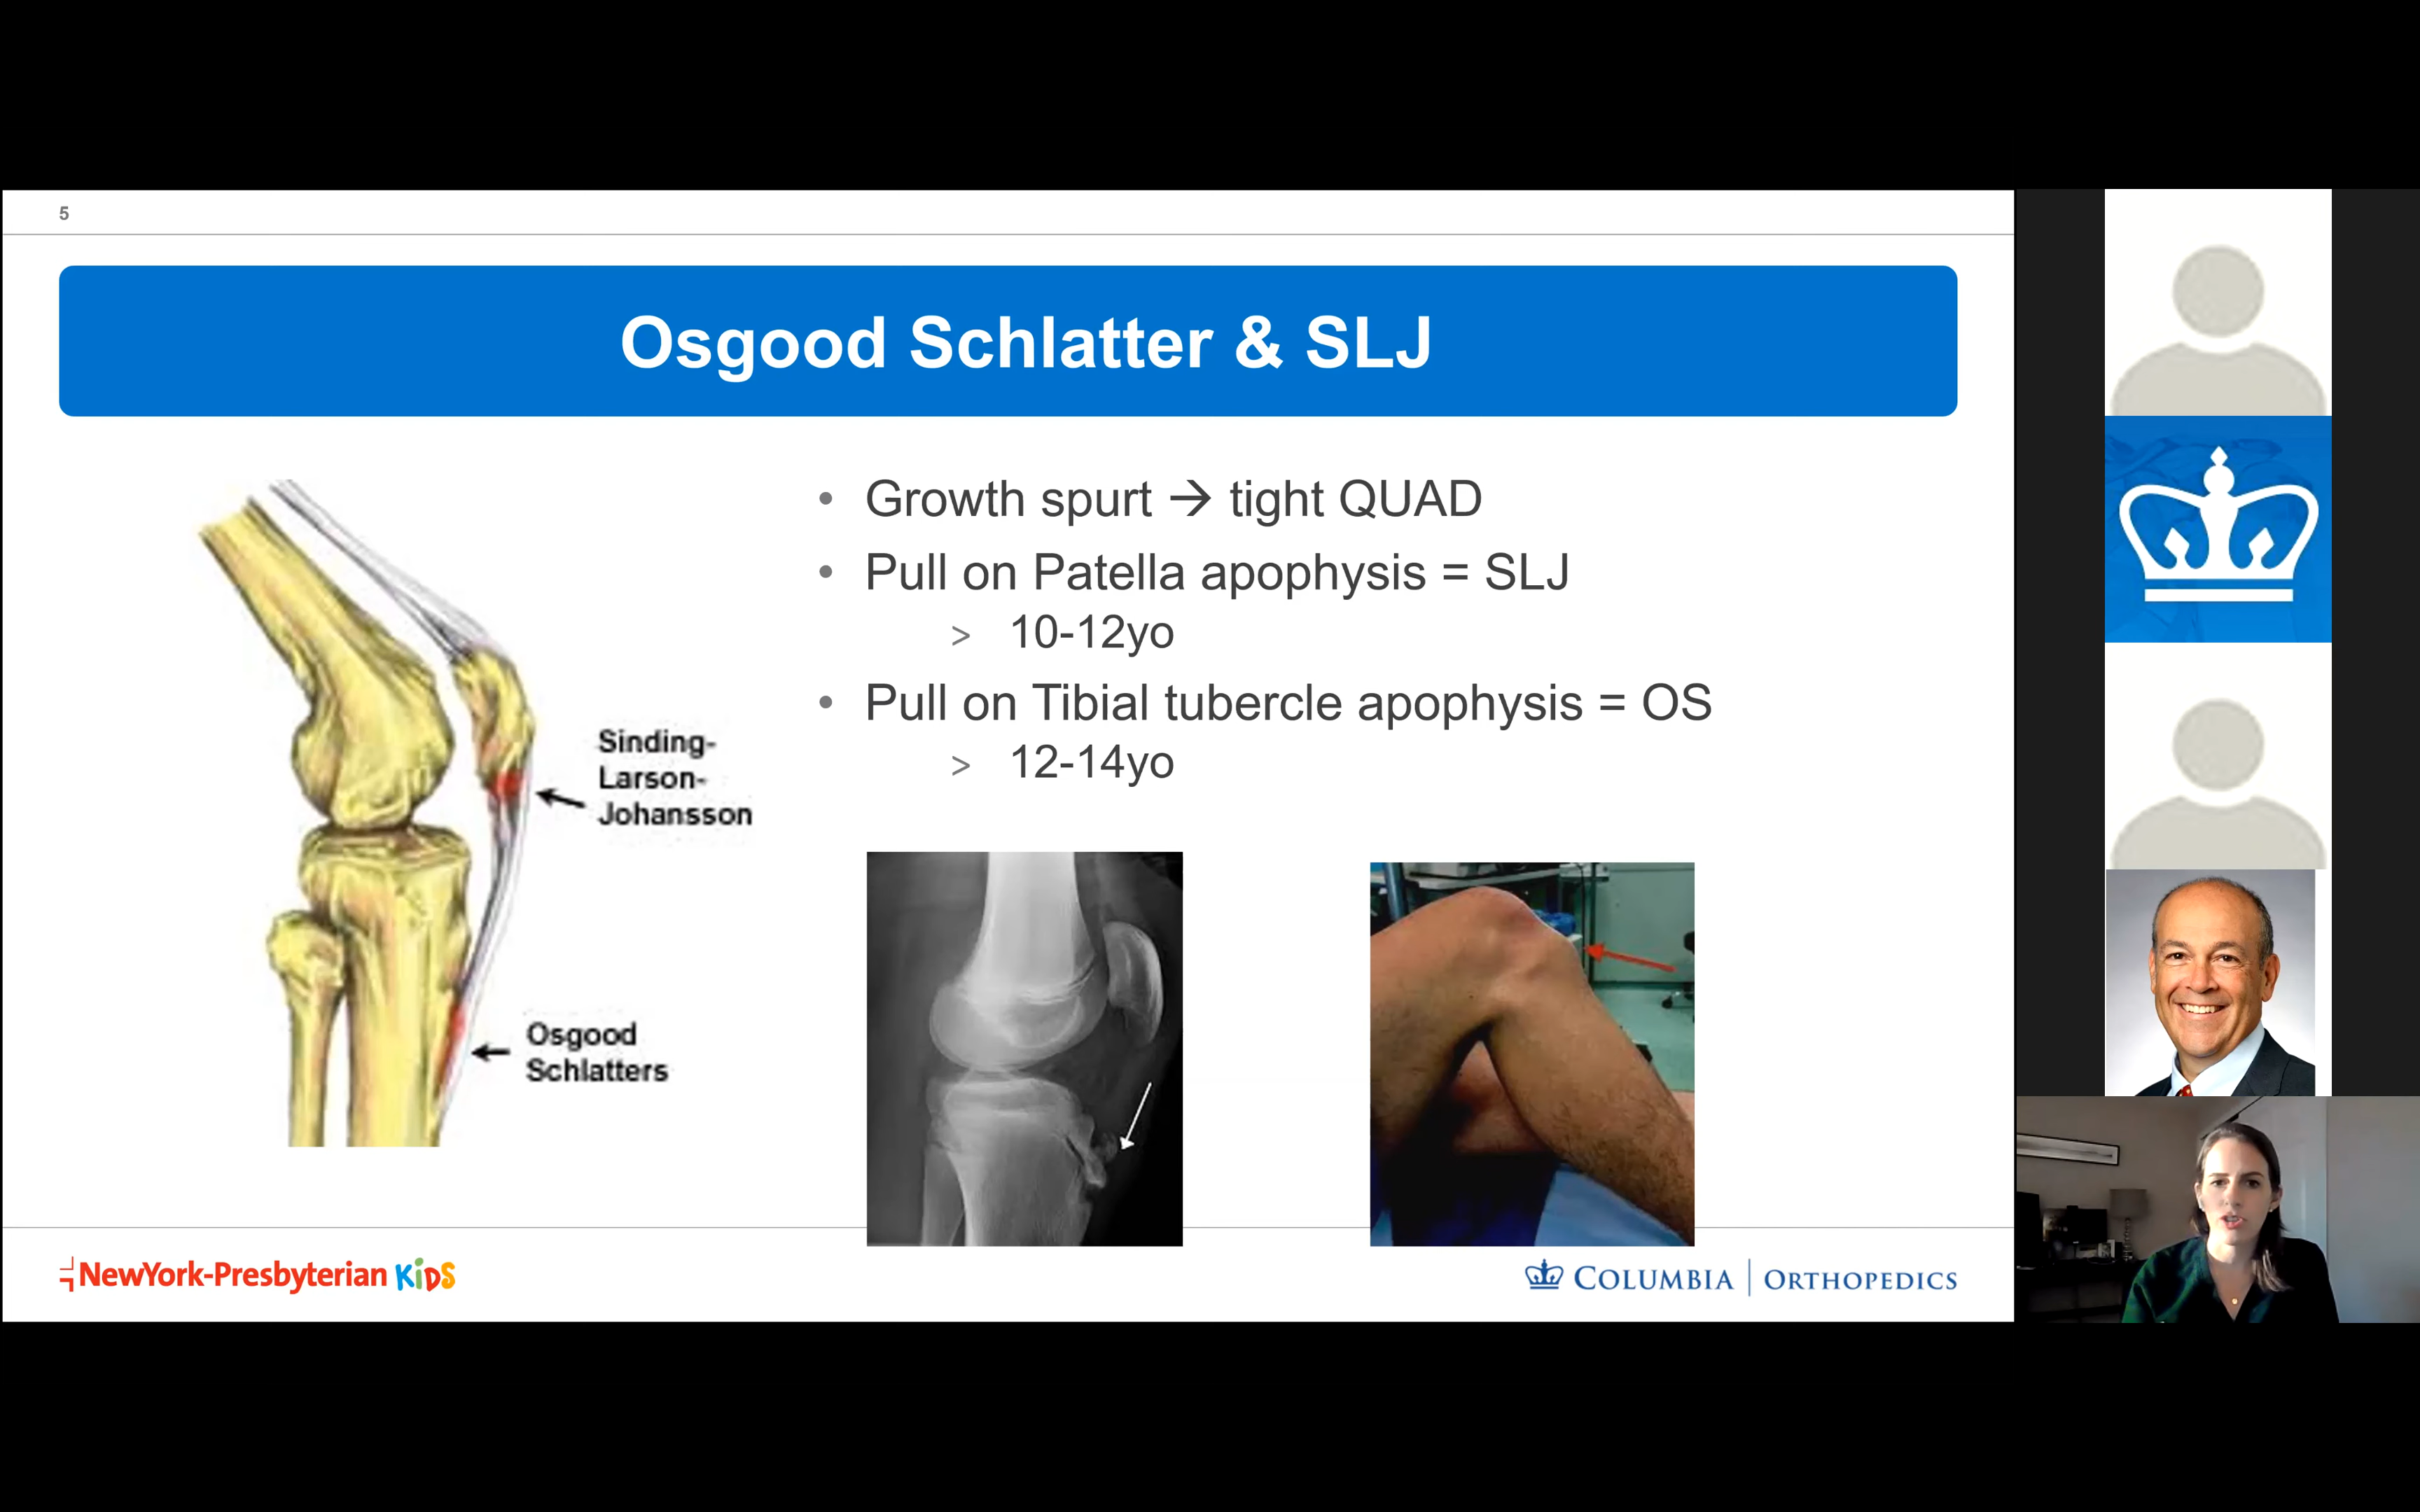 5
Osgood Schlatter & SLJ
• Growth spurt → tight QUAD
• Pull on Patella apophysis = SLJ
> 10-12yo
• Pull on Tibial tubercle apophysis = OS
> 12-14yo
Sinding-
Larson-
Johansson
Osgood
Schlatters
NewYork-Presbyterian KiDS
COLUMBIA | ORTHOPEDICS